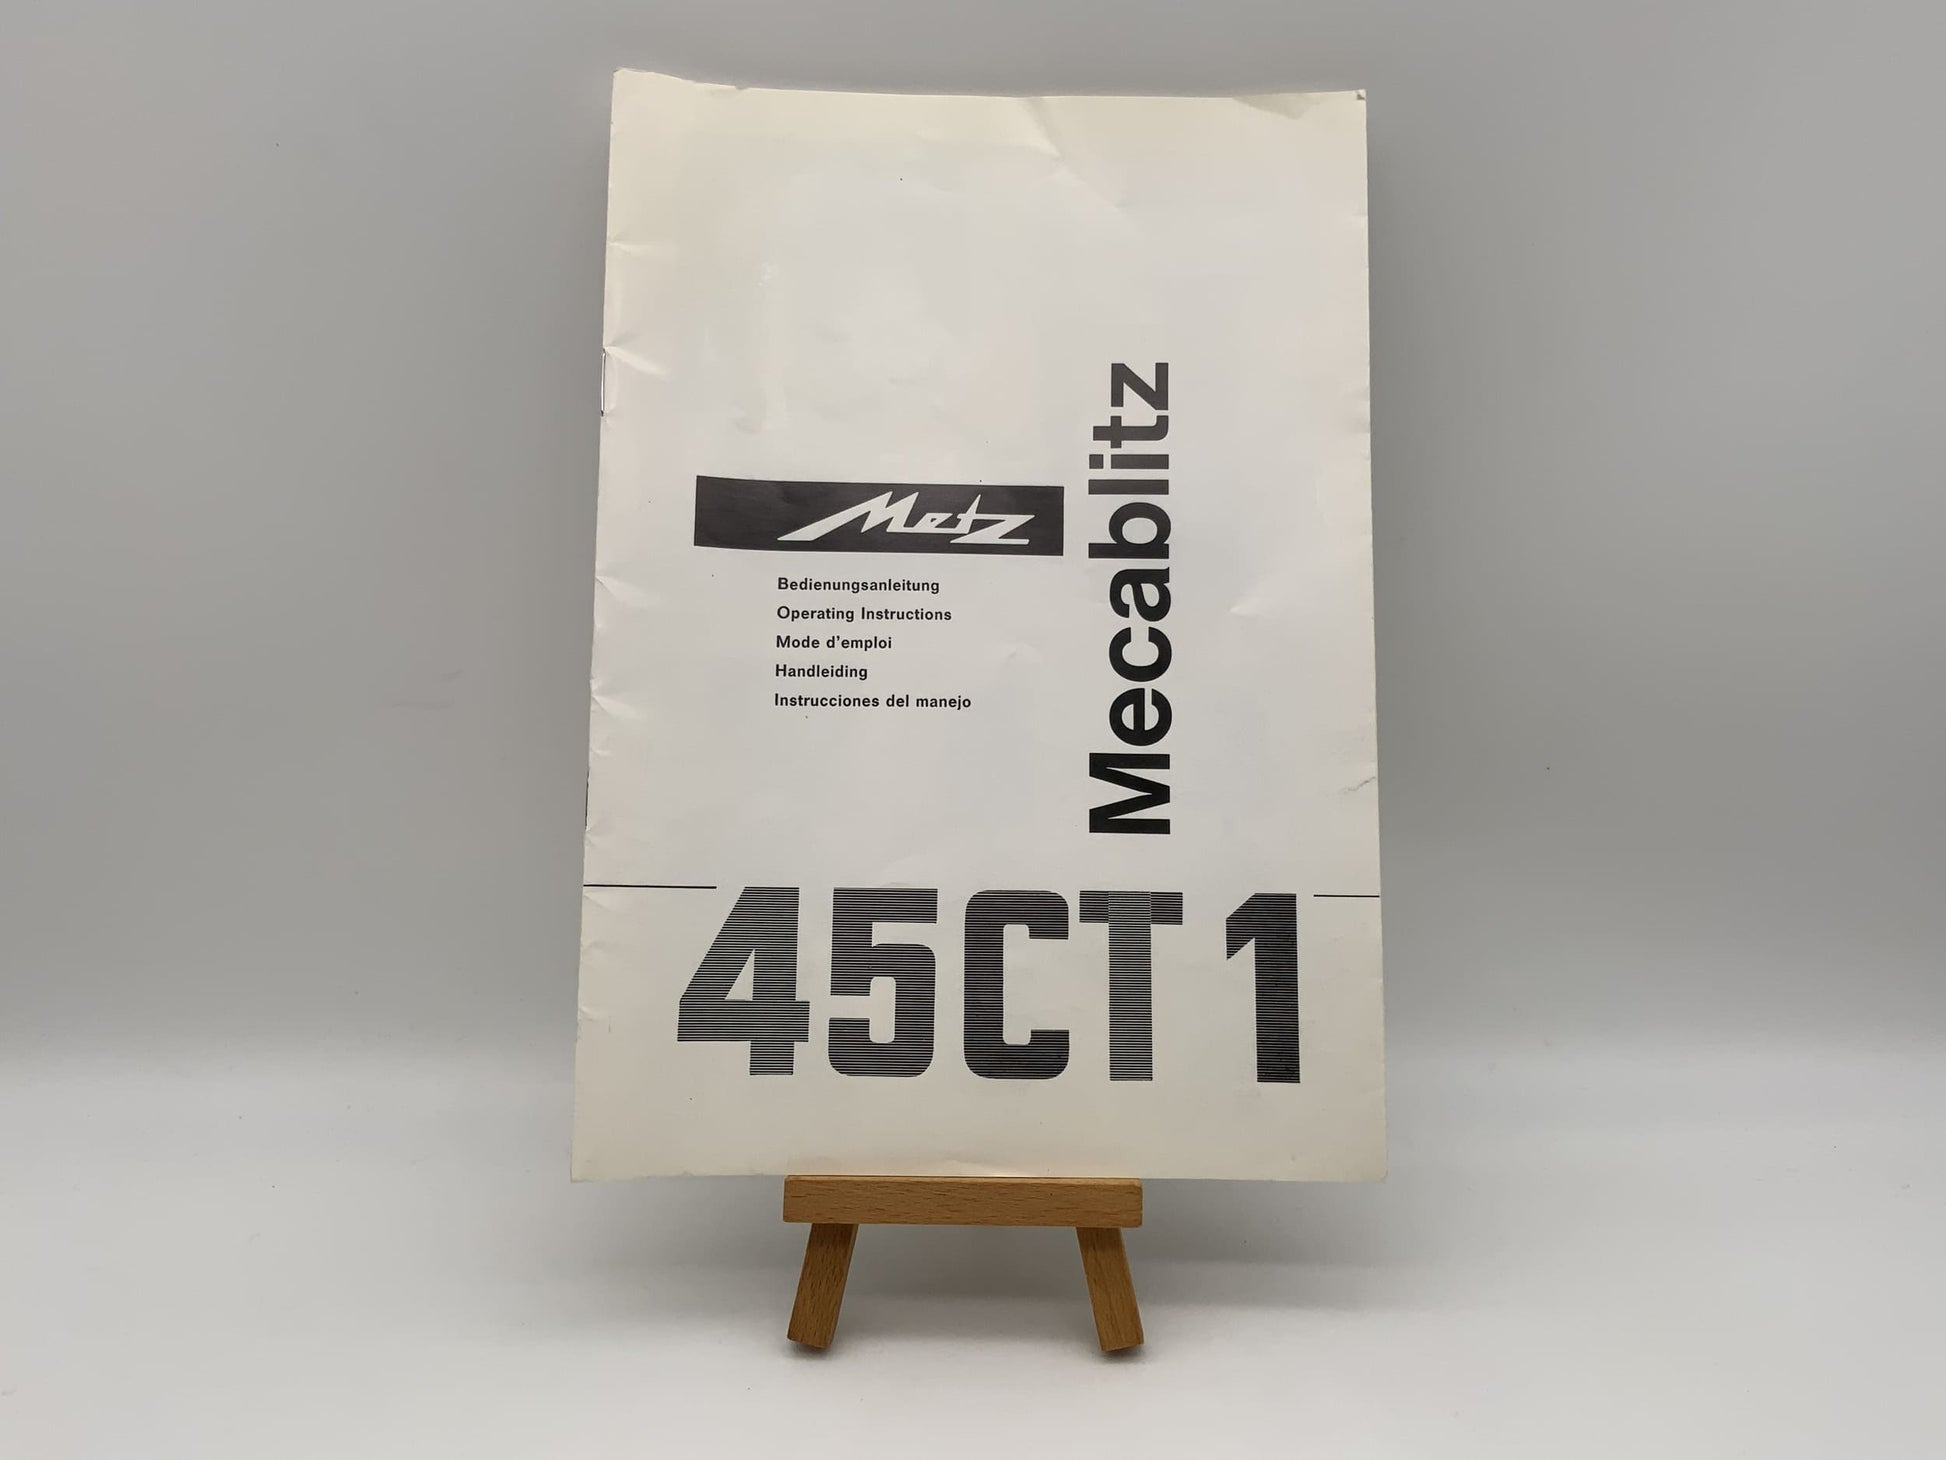 Metz
Bedienungsanleitung
Operating Instructions
Mode d'emploi
Handleiding
Instrucciones del manejo
Mecablitz
45CT1